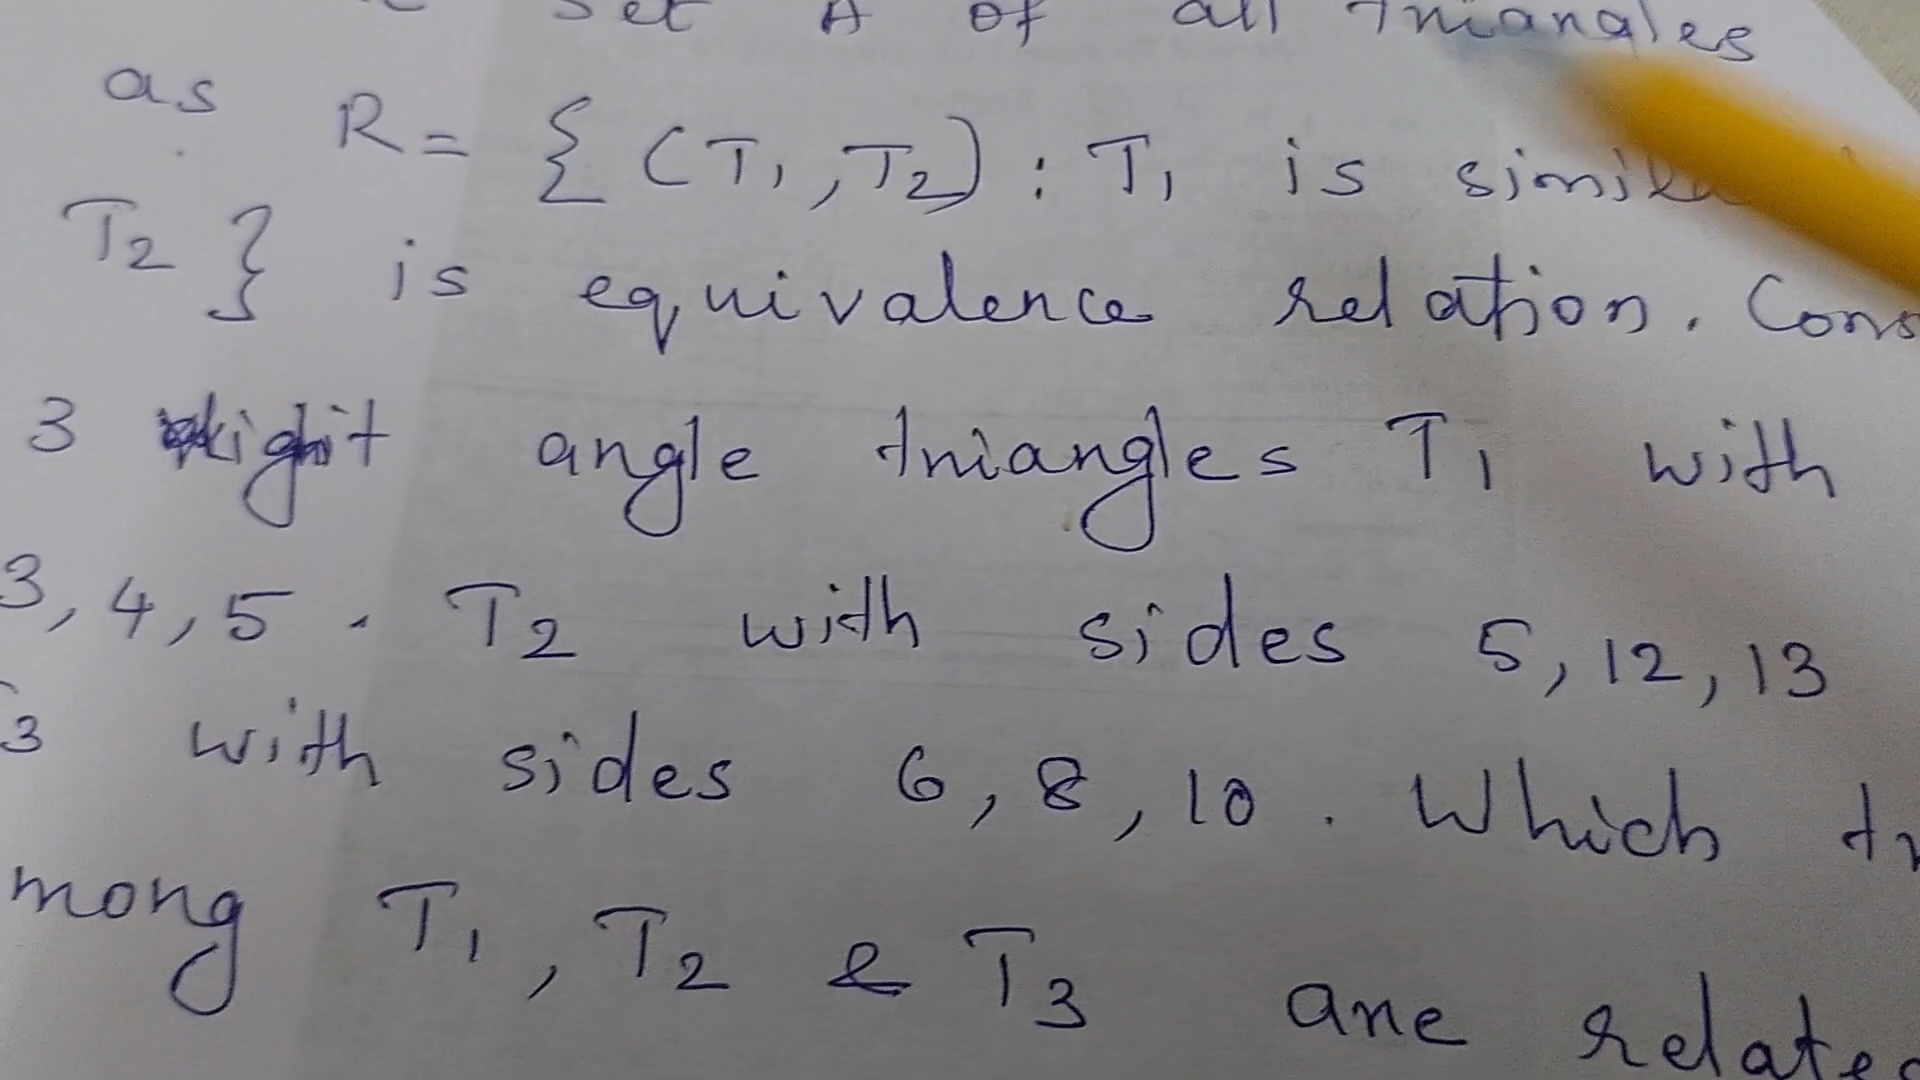 set A of all triangles
as R = { (T1, T2) : T1 is
T2 } is equivalence relation. Cons
3 right angle triangles T1 with
3, 4, 5. T2 with sides 5, 12, 13
3 with sides 6, 8, 10. Which
mong T1, T2 & T3 are relate